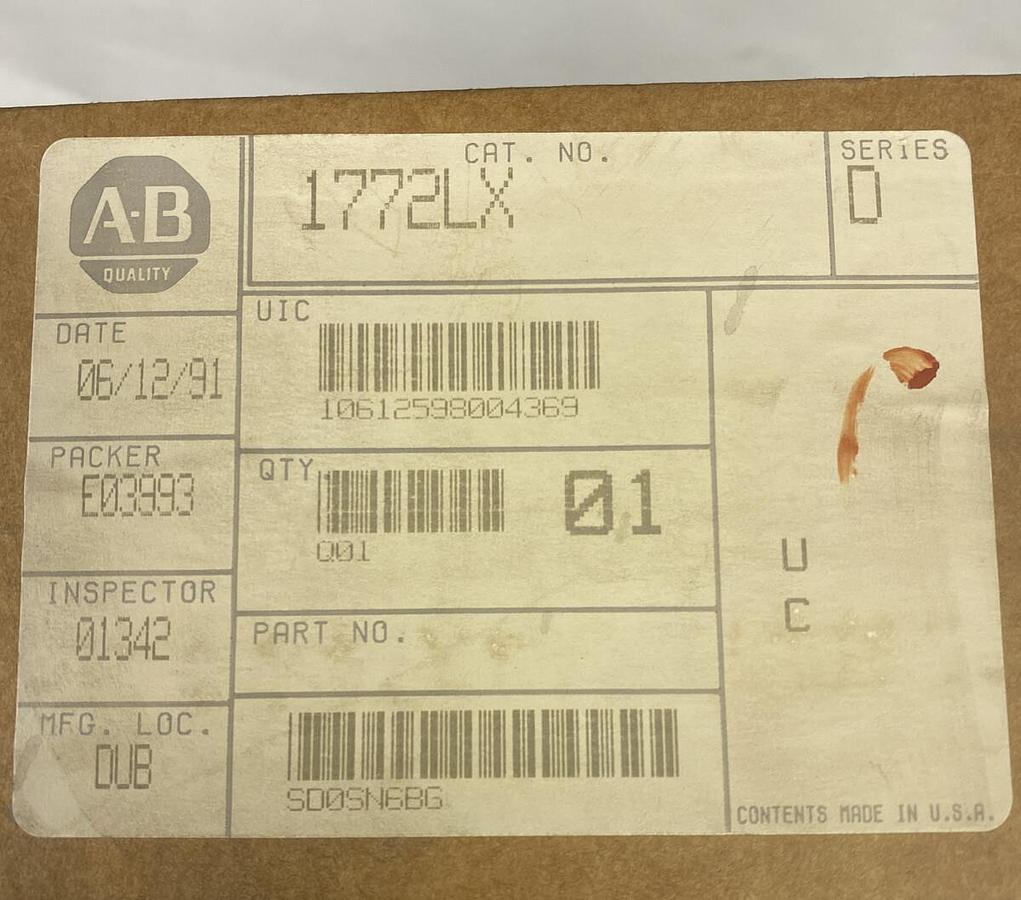 A-B
QUALITY
CAT. NO.
1772LX
SERIES
D
DATE
06/12/91
PACKER
E03993
INSPECTOR
01342
MFG. LOC.
DUB
UIC
10612598004369
QTY.
01
Q01
PART NO.
SD0SN6BG
U
C
CONTENTS MADE IN U.S.A.